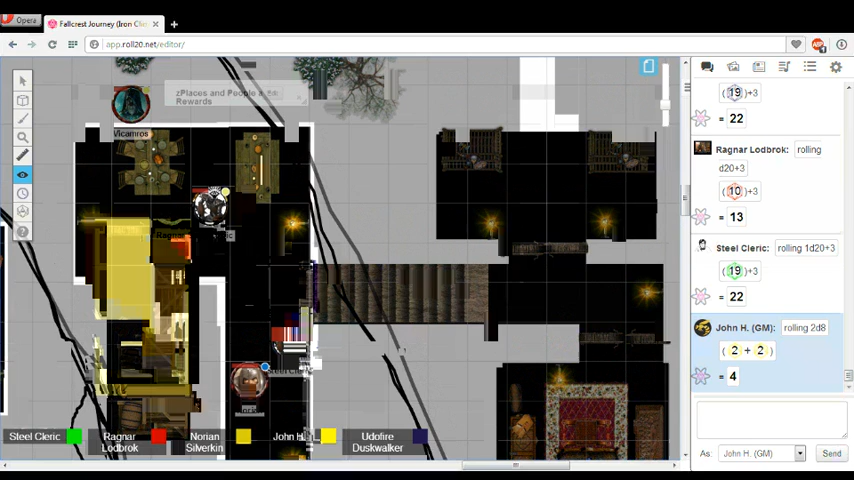 Opera
Fallcrest Journey (Iron Cla
app.roll20.net/editor/
zPlaces and People
Rewards
Vicamros
(19)+3
= 22
Ragnar Lodbrok: rolling
d20+3
(10)+3
= 13
Steel Cleric: rolling 1d20+3
(19)+3
= 22
John H. (GM): rolling 2d8
(2+2)
= 4
Steel Cleric
Ragnar
Lodbrok
Norian
Silverkin
John H.
Udofire
Duskwalker
As: John H. (GM)
Send